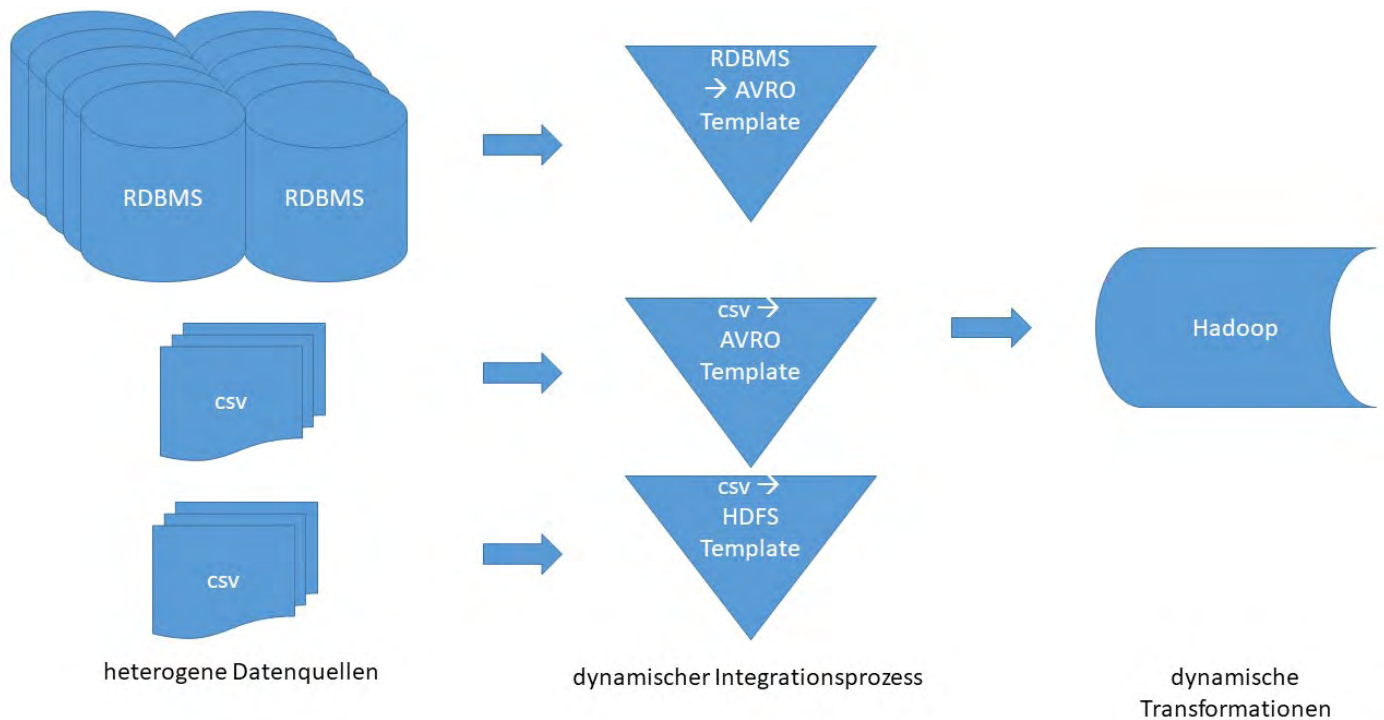 RDBMS
RDBMS
RDBMS
→ AVRO
Template
csv
csv →
AVRO
Template
Hadoop
csv
csv →
HDFS
Template
heterogene Datenquellen
dynamischer Integrationsprozess
dynamische
Transformationen